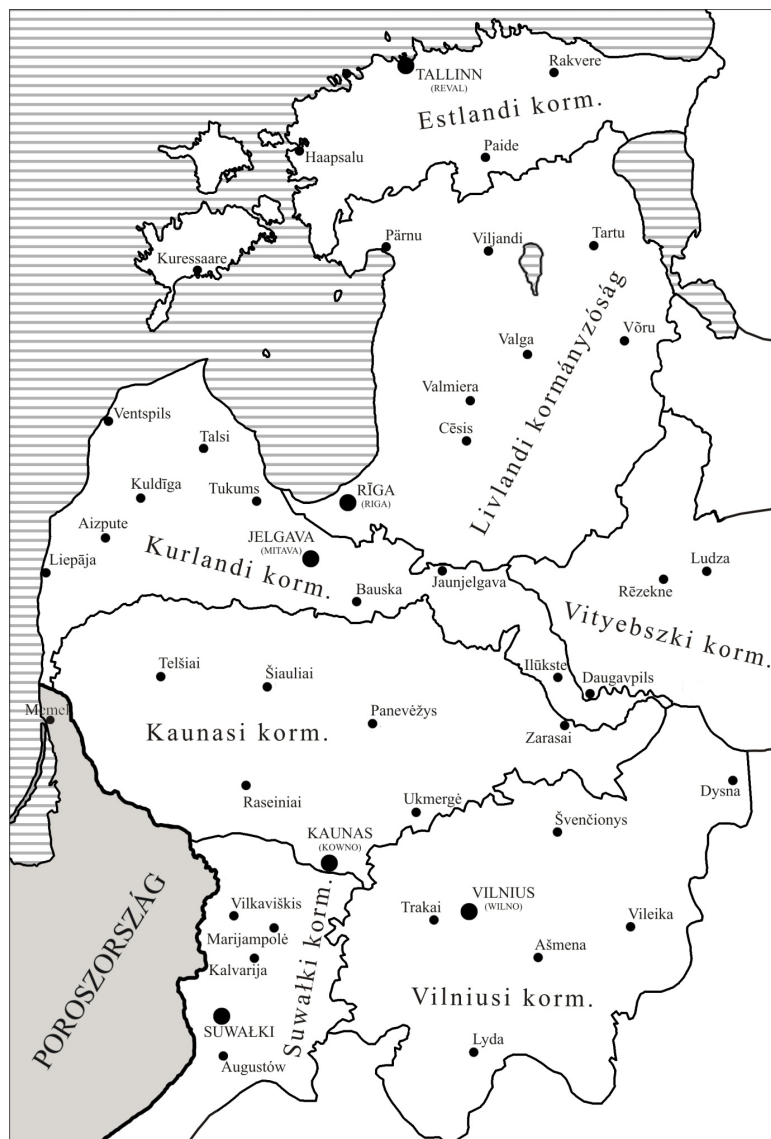 TALLINN
(REVAL)
Rakvere
Estlandi korm.
Haapsalu
Paide
Pärnu
Viljandi
Tartu
Kuressaare
Valga
Võru
Valmiera
Cēsis
Livlandi kormányzóság
Ventspils
Talsi
Kuldīga
Tukums
RĪGA
(RIGA)
Aizpute
JELGAVA
(MITAVA)
Liepāja
Kurlandi korm.
Bauska
Jaunjelgava
Ludza
Rēzekne
Vityebszki korm.
Telšiai
Šiauliai
Ilūkste
Daugavpils
Memel
Panevėžys
Kaunasi korm.
Zarasai
Raseiniai
Ukmergė
Dysna
Švenčionys
KAUNAS
(KOWNO)
POROSZORSZÁG
Vilkaviškis
Marijampolė
Kalvarija
Suwałki korm.
Trakai
VILNIUS
(WILNO)
Vileika
Ašmena
Vilniusi korm.
SUWAŁKI
Augustów
Lyda